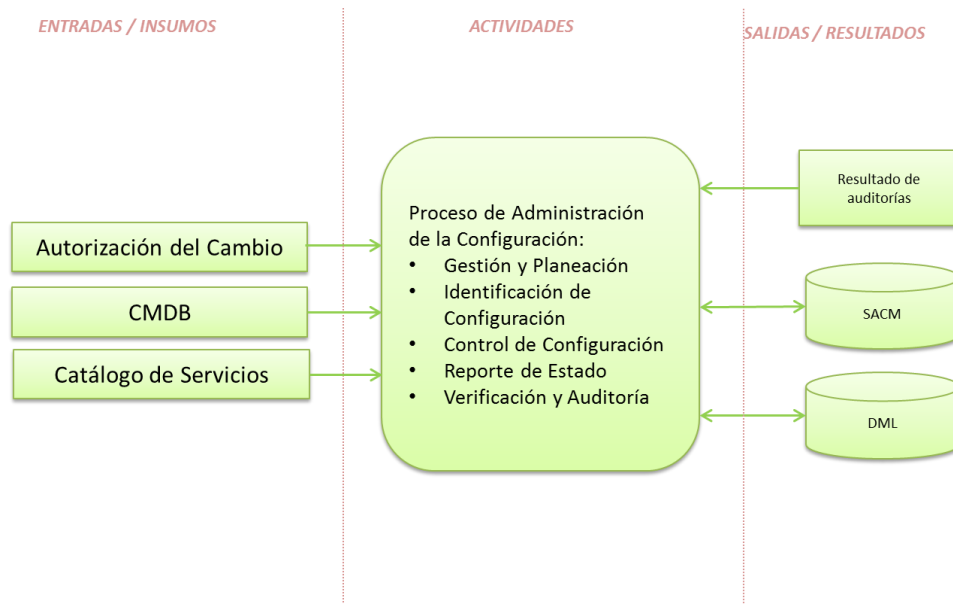 ENTRADAS / INSUMOS
ACTIVIDADES
SALIDAS / RESULTADOS
Autorización del Cambio
CMDB
Catálogo de Servicios
Proceso de Administración
de la Configuración:
• Gestión y Planeación
• Identificación de
Configuración
• Control de Configuración
• Reporte de Estado
• Verificación y Auditoría
Resultado de
auditorías
SACM
DML